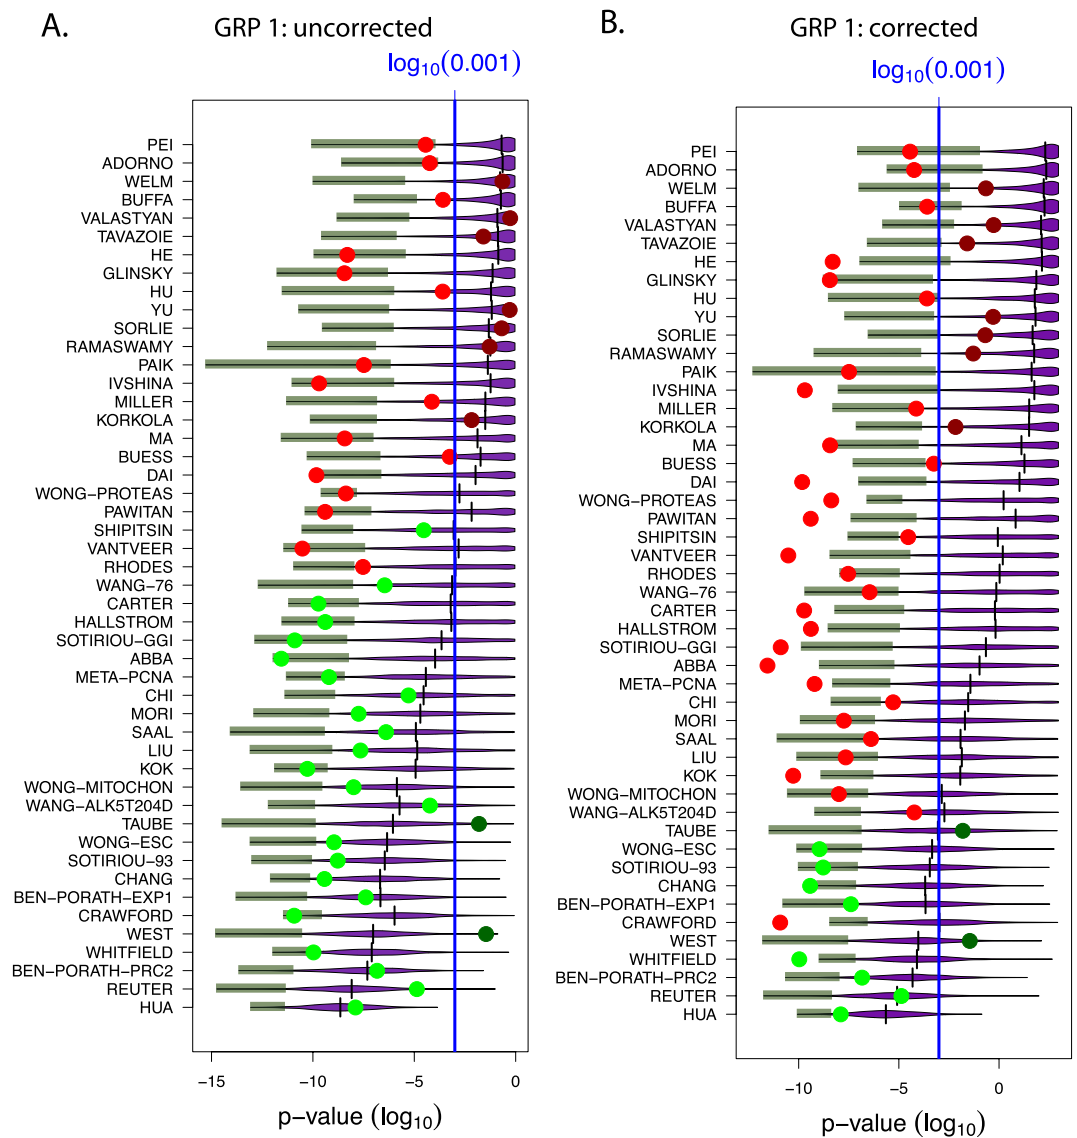 A.
GRP 1: uncorrected
log10(0.001)
PEI
ADORNO
WELM
BUFFA
VALASTYAN
TAVAZOIE
HE
GLINSKY
HU
YU
SORLIE
RAMASWAMY
PAIK
IVSHINA
MILLER
KORKOLA
MA
BUESS
DAI
WONG−PROTEAS
PAWITAN
SHIPITSIN
VANTVEER
RHODES
WANG−76
CARTER
HALLSTROM
SOTIRIOU−GGI
ABBA
META−PCNA
CHI
MORI
SAAL
LIU
KOK
WONG−MITOCHON
WANG−ALK5T204D
TAUBE
WONG−ESC
SOTIRIOU−93
CHANG
BEN−PORATH−EXP1
CRAWFORD
WEST
WHITFIELD
BEN−PORATH−PRC2
REUTER
HUA
−15 −10 −5 0
p−value (log10)
B.
GRP 1: corrected
log10(0.001)
PEI
ADORNO
WELM
BUFFA
VALASTYAN
TAVAZOIE
HE
GLINSKY
HU
YU
SORLIE
RAMASWAMY
PAIK
IVSHINA
MILLER
KORKOLA
MA
BUESS
DAI
WONG−PROTEAS
PAWITAN
SHIPITSIN
VANTVEER
RHODES
WANG−76
CARTER
HALLSTROM
SOTIRIOU−GGI
ABBA
META−PCNA
CHI
MORI
SAAL
LIU
KOK
WONG−MITOCHON
WANG−ALK5T204D
TAUBE
WONG−ESC
SOTIRIOU−93
CHANG
BEN−PORATH−EXP1
CRAWFORD
WEST
WHITFIELD
BEN−PORATH−PRC2
REUTER
HUA
−10 −5 0
p−value (log10)